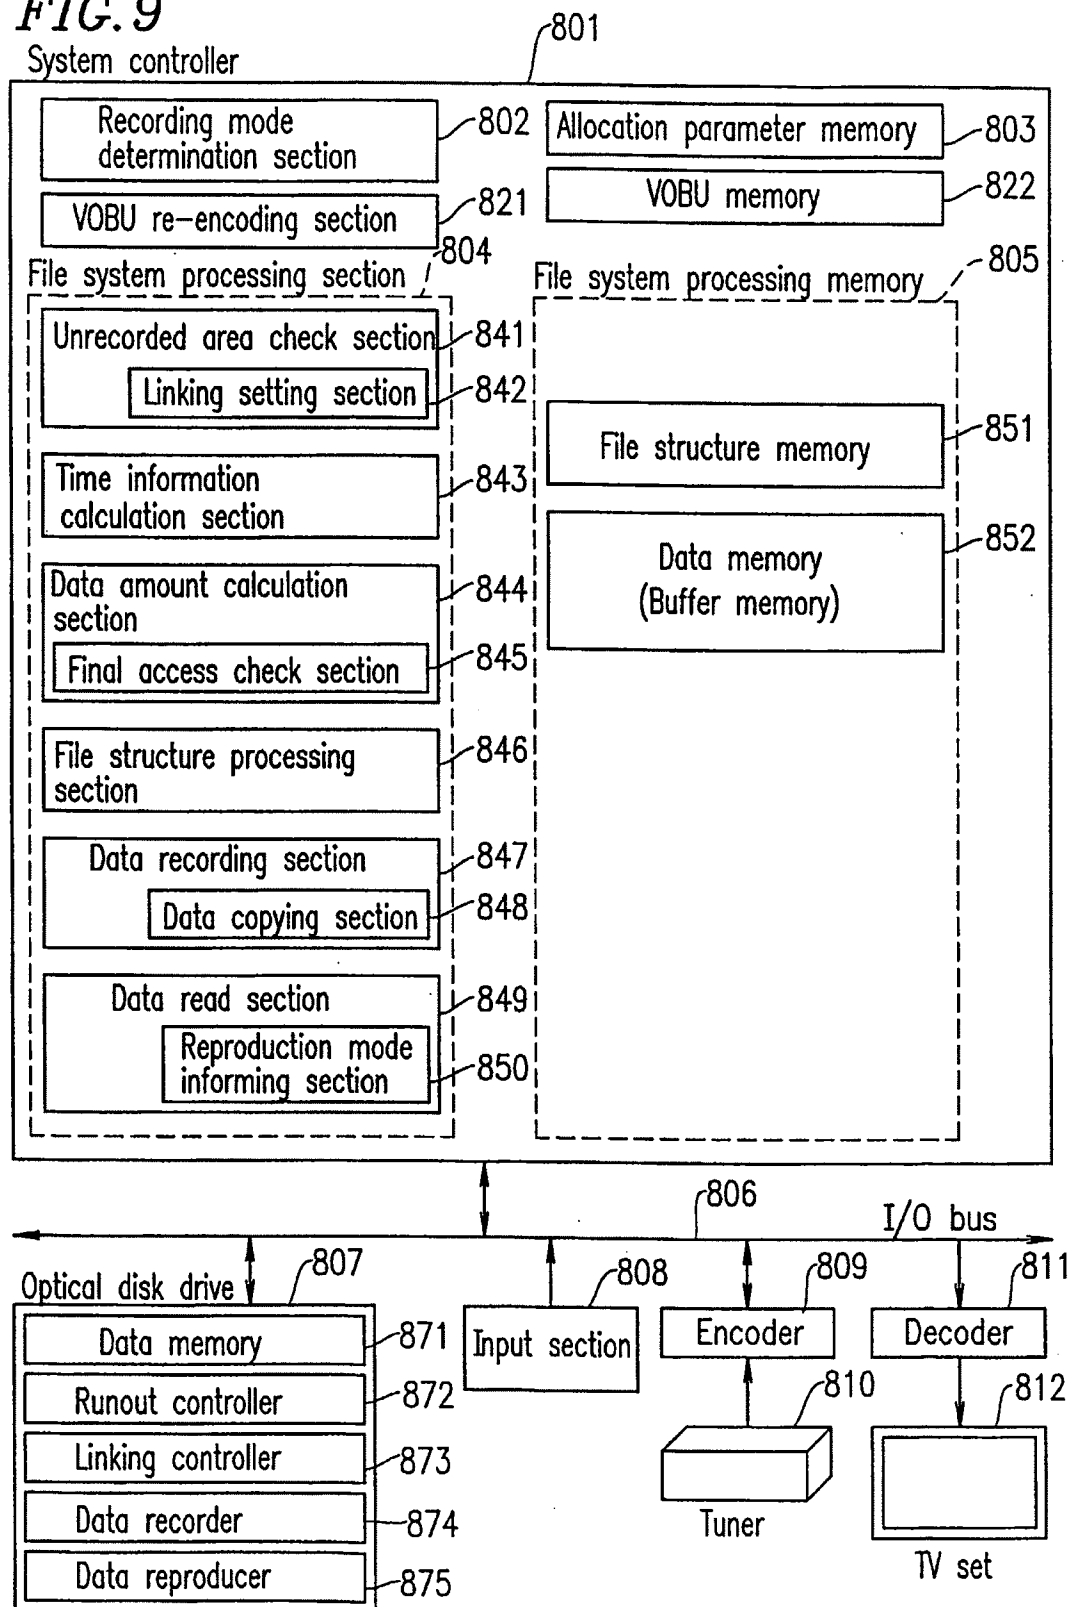 FIG. 9
801
System controller
Recording mode
determination section
802
Allocation parameter memory
803
VOBU re-encoding section
821
VOBU memory
822
File system processing section
804
File system processing memory
805
Unrecorded area check section
841
Linking setting section
842
File structure memory
851
Time information
calculation section
843
Data memory
(Buffer memory)
852
Data amount calculation
section
844
Final access check section
845
File structure processing
section
846
Data recording section
847
Data copying section
848
Data read section
849
Reproduction mode
informing section
850
806
I/O bus
Optical disk drive
807
Data memory
871
Runout controller
872
Linking controller
873
Data recorder
874
Data reproducer
875
808
Input section
809
Encoder
810
Tuner
811
Decoder
812
TV set